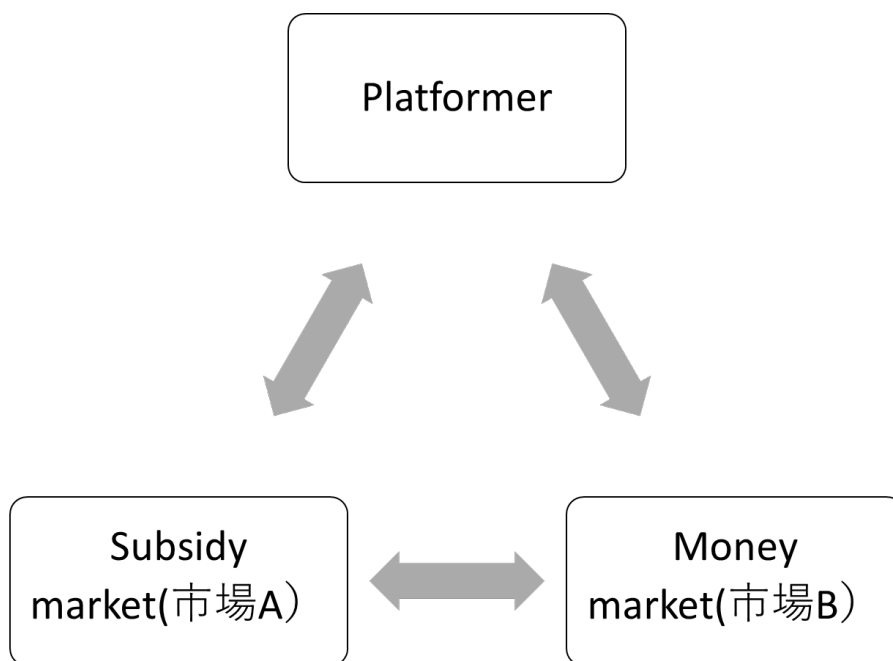 Platformer
Subsidy
market(市場A）
Money
market(市場B）